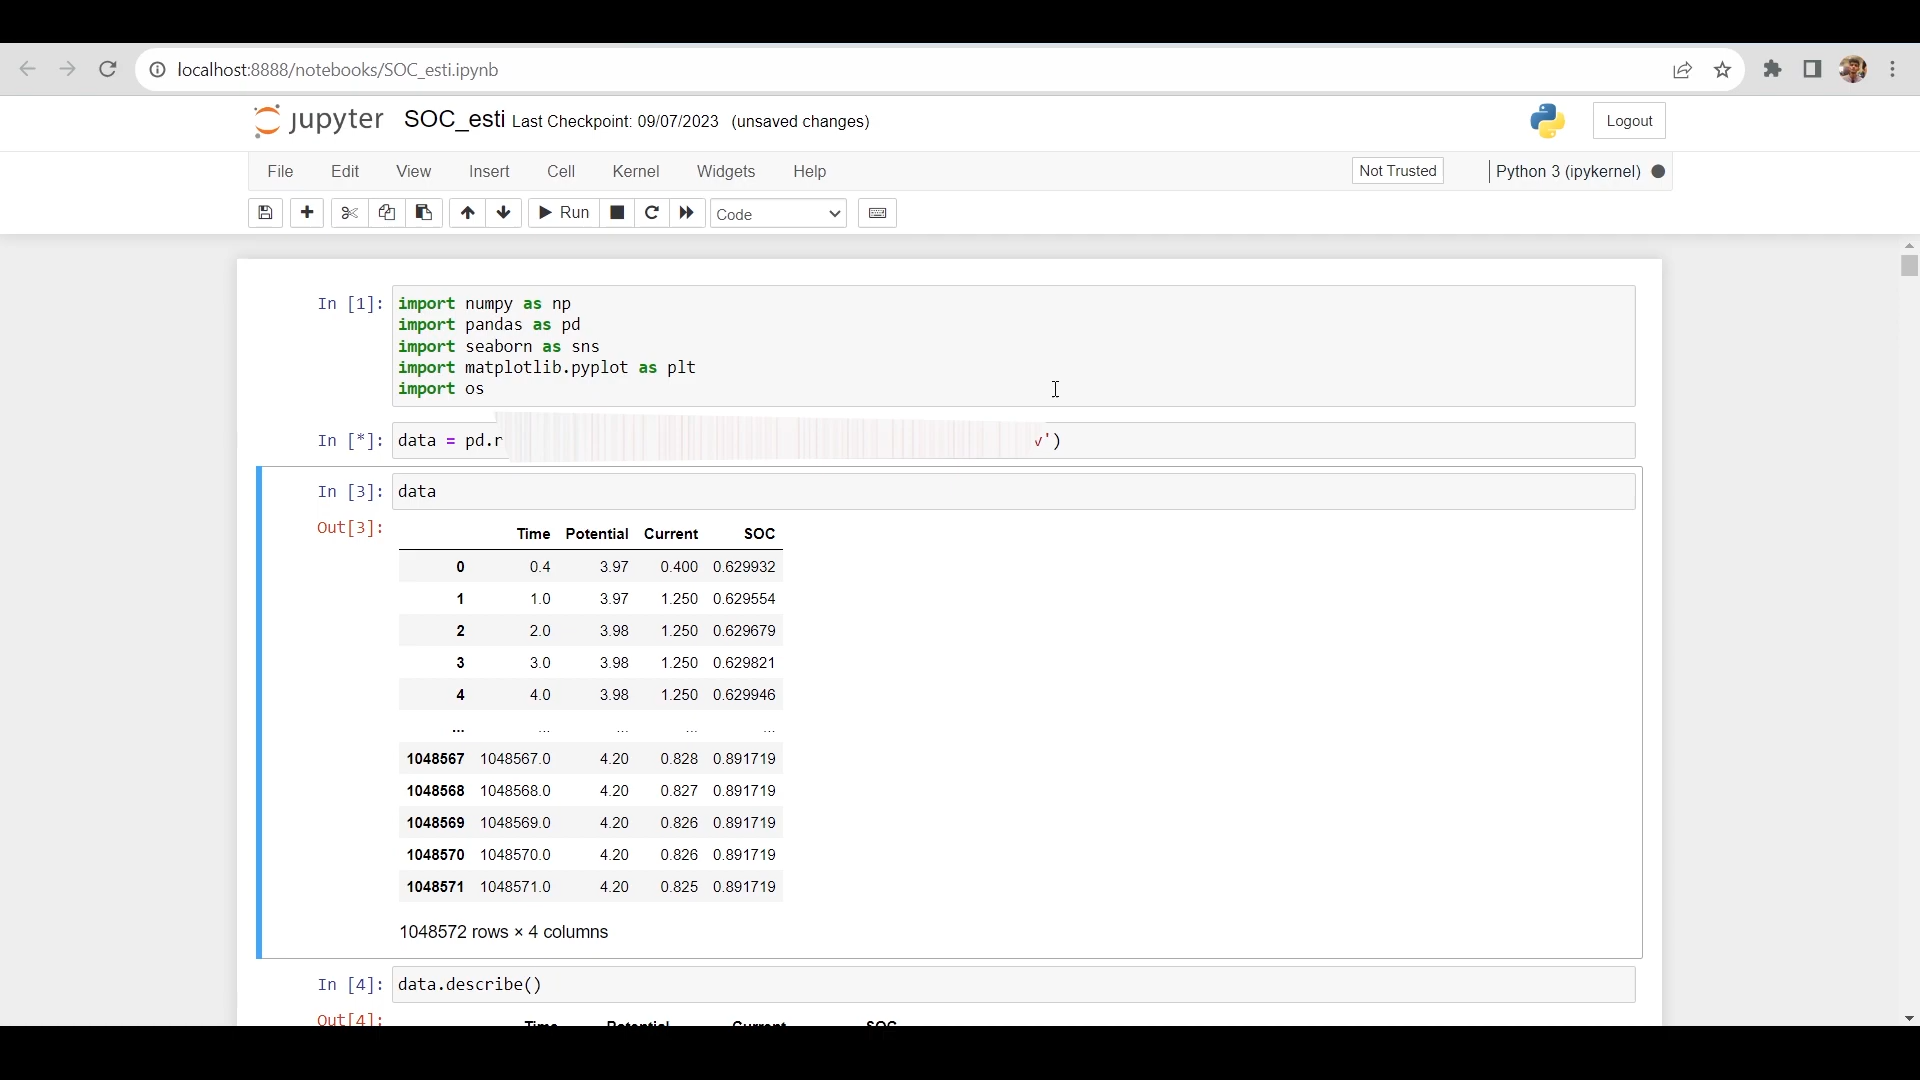 localhost:8888/notebooks/SOC_esti.ipynb
jupyter SOC_esti Last Checkpoint: 09/07/2023 (unsaved changes)
Logout
File Edit View Insert Cell Kernel Widgets Help
Not Trusted
Python 3 (ipykernel)
Run
Code
In [1]: import numpy as np
import pandas as pd
import seaborn as sns
import matplotlib.pyplot as plt
import os
In [*]: data = pd.r v')
In [3]: data
Out[3]:
Time Potential Current SOC
0 0.4 3.97 0.400 0.629932
1 1.0 3.97 1.250 0.629554
2 2.0 3.98 1.250 0.629679
3 3.0 3.98 1.250 0.629821
4 4.0 3.98 1.250 0.629946
... ... ... ... ...
1048567 1048567.0 4.20 0.828 0.891719
1048568 1048568.0 4.20 0.827 0.891719
1048569 1048569.0 4.20 0.826 0.891719
1048570 1048570.0 4.20 0.826 0.891719
1048571 1048571.0 4.20 0.825 0.891719
1048572 rows × 4 columns
In [4]: data.describe()
Out[4]:
Time Potential Current SOC